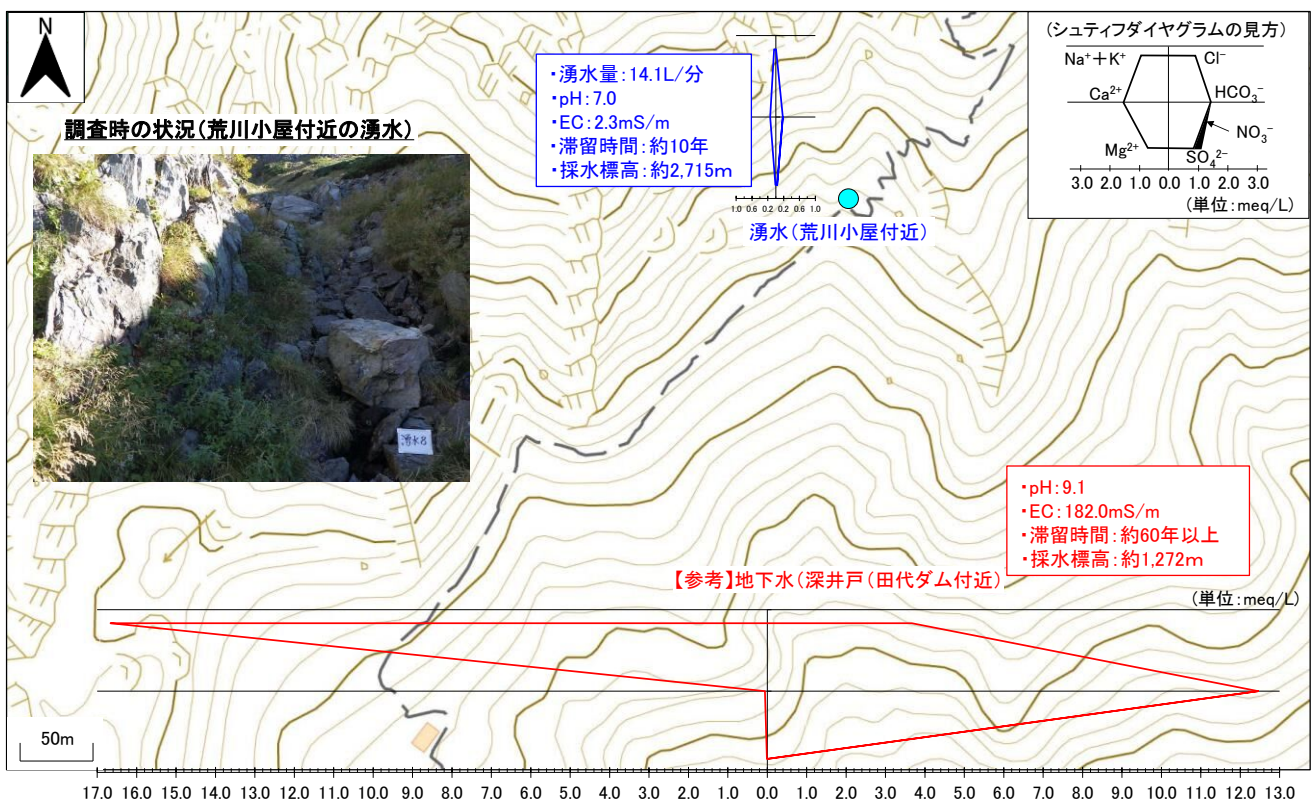 N
調査時の状況(荒川小屋付近の湧水)
湧水8
・湧水量:14.1L/分
・pH:7.0
・EC:2.3mS/m
・滞留時間:約10年
・採水標高:約2,715m
1.0 0.6 0.2 0.2 0.6 1.0
湧水(荒川小屋付近)
(シュティフダイヤグラムの見方)
Na⁺+K⁺ Cl⁻
Ca²⁺ HCO₃⁻
NO₃⁻
Mg²⁺ SO₄²⁻
3.0 2.0 1.0 0.0 1.0 2.0 3.0
(単位:meq/L)
・pH:9.1
・EC:182.0mS/m
・滞留時間:約60年以上
・採水標高:約1,272m
【参考】地下水(深井戸(田代ダム付近)
(単位:meq/L)
50m
17.0 16.0 15.0 14.0 13.0 12.0 11.0 10.0 9.0 8.0 7.0 6.0 5.0 4.0 3.0 2.0 1.0 0.0 1.0 2.0 3.0 4.0 5.0 6.0 7.0 8.0 9.0 10.0 11.0 12.0 13.0